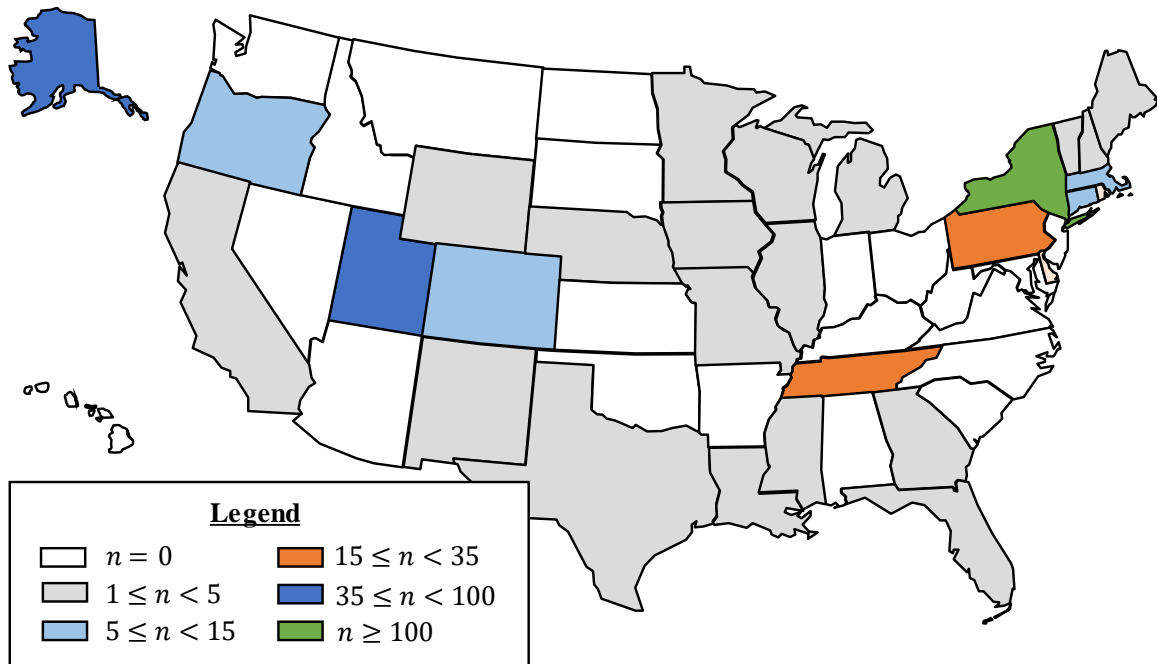 Legend
n = 0
15 ≤ n < 35
1 ≤ n < 5
35 ≤ n < 100
5 ≤ n < 15
n ≥ 100